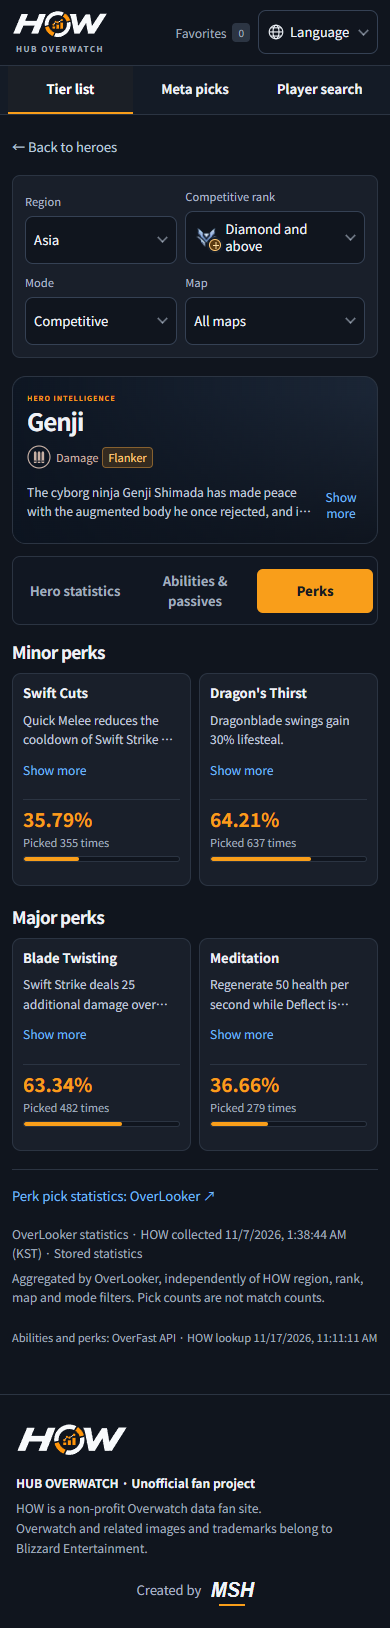 HOW
HUB OVERWATCH
Favorites 0
Language
Tier list
Meta picks
Player search
← Back to heroes
Region
Competitive rank
Asia
Diamond and
above
Mode
Map
Competitive
All maps
HERO INTELLIGENCE
Genji
Damage Flanker
The cyborg ninja Genji Shimada has made peace
with the augmented body he once rejected, and i…
Show
more
Hero statistics
Abilities &
passives
Perks
Minor perks
Swift Cuts
Quick Melee reduces the
cooldown of Swift Strike …
Show more
35.79%
Picked 355 times
Dragon's Thirst
Dragonblade swings gain
30% lifesteal.
Show more
64.21%
Picked 637 times
Major perks
Blade Twisting
Swift Strike deals 25
additional damage over…
Show more
63.34%
Picked 482 times
Meditation
Regenerate 50 health per
second while Deflect is…
Show more
36.66%
Picked 279 times
Perk pick statistics: OverLooker ↗
OverLooker statistics · HOW collected 11/7/2026, 1:38:44 AM
(KST) · Stored statistics
Aggregated by OverLooker, independently of HOW region, rank,
map and mode filters. Pick counts are not match counts.
Abilities and perks: OverFast API · HOW lookup 11/17/2026, 11:11:11 AM
HOW
HUB OVERWATCH · Unofficial fan project
HOW is a non-profit Overwatch data fan site.
Overwatch and related images and trademarks belong to
Blizzard Entertainment.
Created by MSH